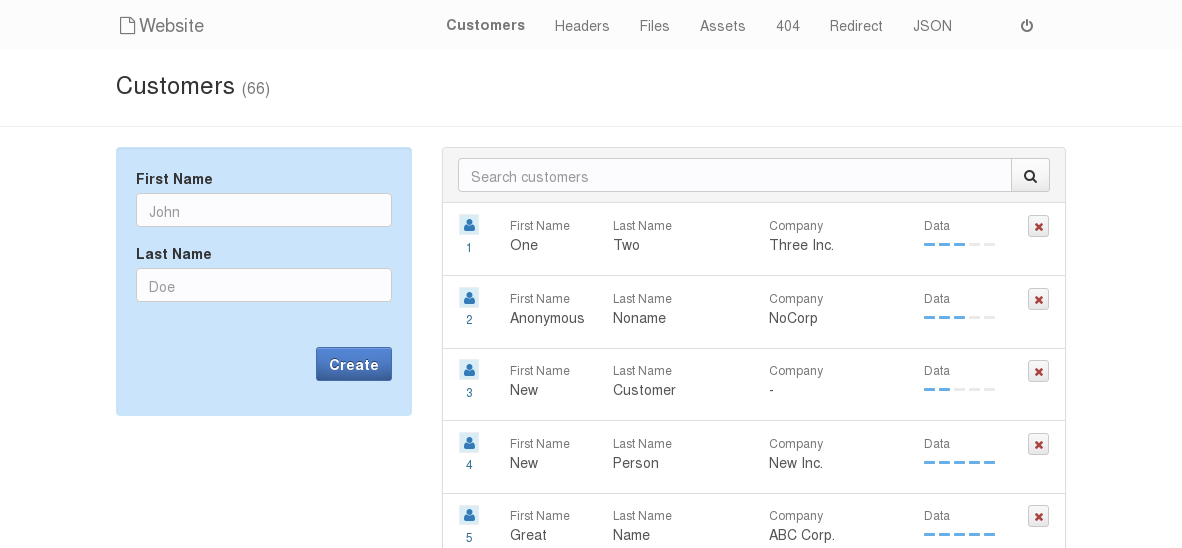 Website Customers Headers Files Assets 404 Redirect JSON
Customers (66)
First Name
John
Last Name
Doe
Create
Search customers
First Name Last Name Company Data
1 One Two Three Inc.
First Name Last Name Company Data
2 Anonymous Noname NoCorp
First Name Last Name Company Data
3 New Customer -
First Name Last Name Company Data
4 New Person New Inc.
First Name Last Name Company Data
5 Great Name ABC Corp.